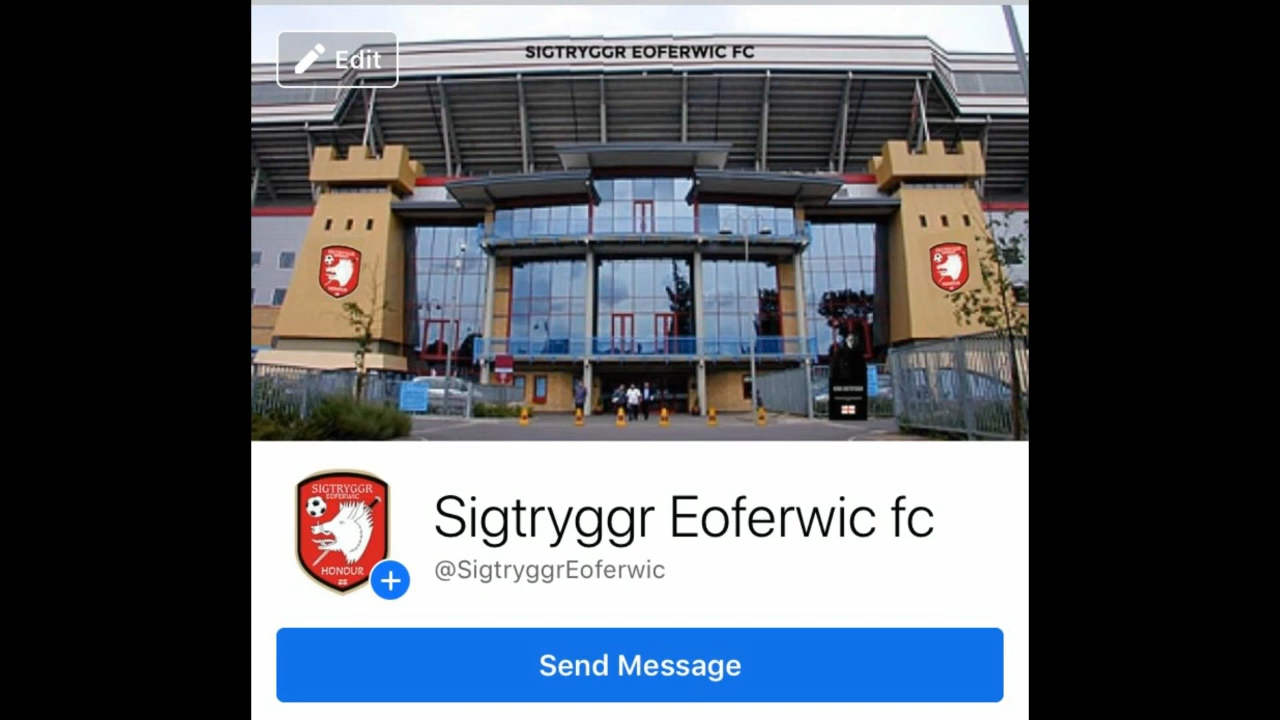 SIGTRYGGR EOFERWIC FC
Edit
SIGTRYGGR
EOFERWIC
HONOUR
Sigtryggr Eoferwic fc
@SigtryggrEoferwic
Send Message